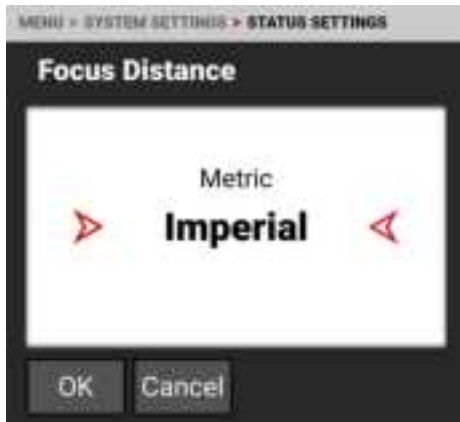 MENU > SYSTEM SETTINGS > STATUS SETTINGS
Focus Distance
Metric
Imperial
OK Cancel